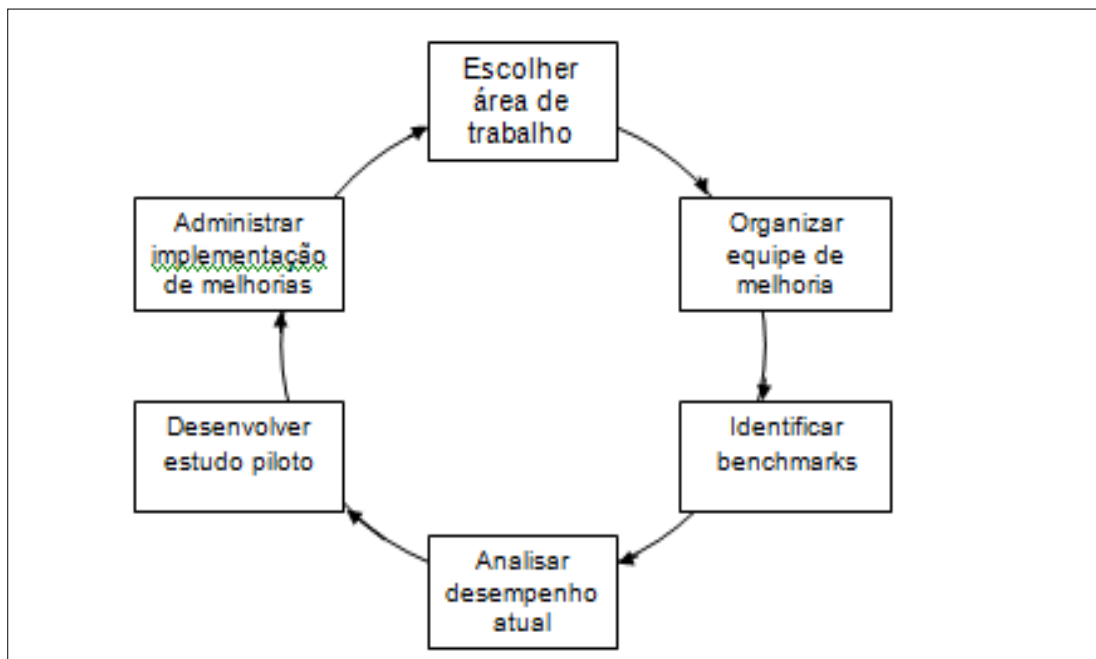 Escolher
área de
trabalho
Organizar
equipe de
melhoria
Identificar
benchmarks
Analisar
desempenho
atual
Desenvolver
estudo piloto
Administrar
implementação
de melhorias